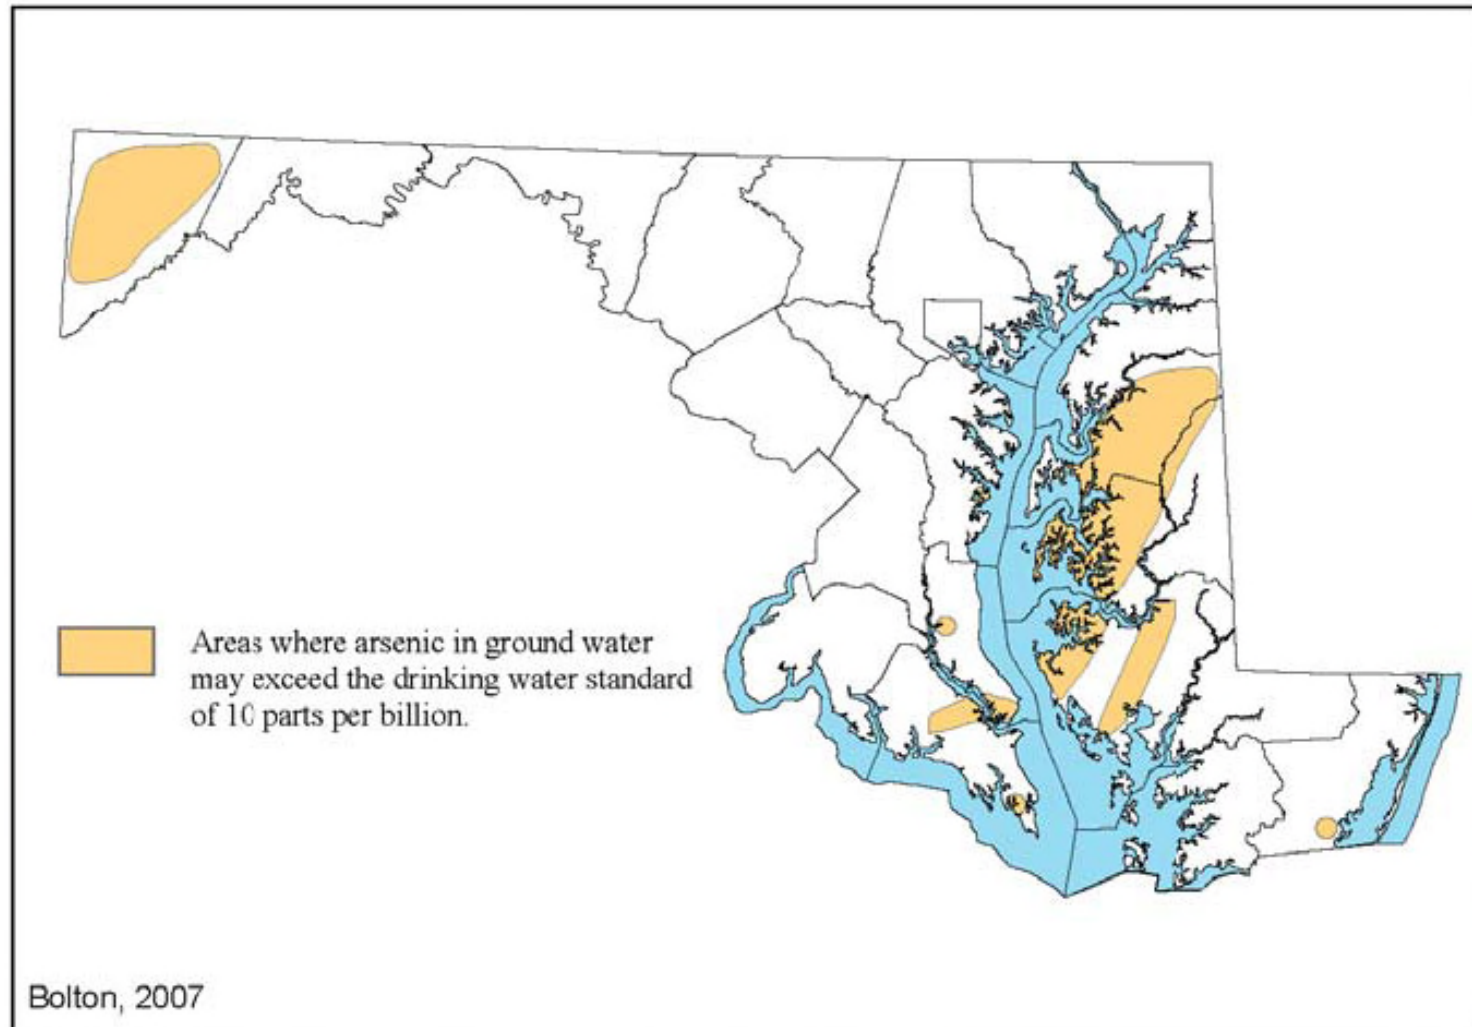 Areas where arsenic in ground water
may exceed the drinking water standard
of 10 parts per billion.
Bolton, 2007